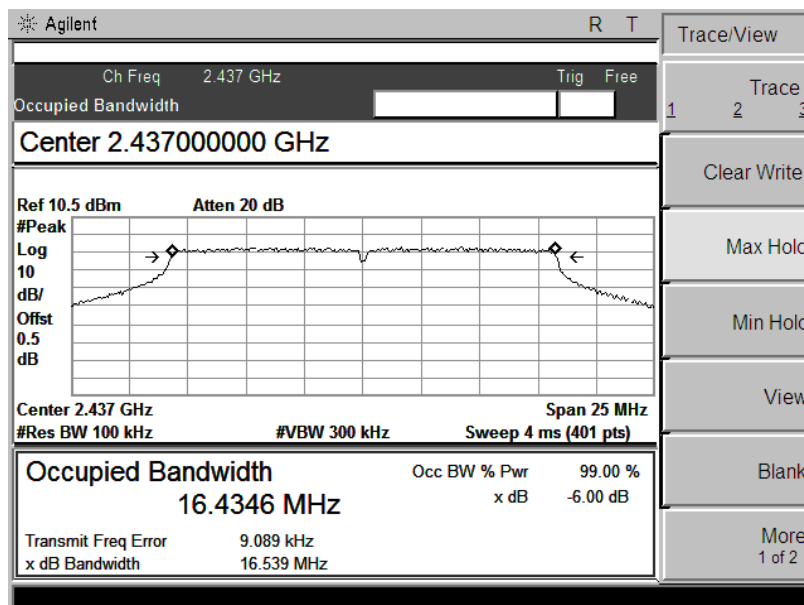 Agilent R T
Trace/View
Ch Freq 2.437 GHz Trig Free
Occupied Bandwidth
Trace
1 2 3
Center 2.437000000 GHz
Clear Write
Ref 10.5 dBm Atten 20 dB
#Peak
Log
10
dB/
Offst
0.5
dB
Max Hold
Min Hold
View
Center 2.437 GHz Span 25 MHz
#Res BW 100 kHz #VBW 300 kHz Sweep 4 ms (401 pts)
Occupied Bandwidth
16.4346 MHz
Occ BW % Pwr 99.00 %
x dB -6.00 dB
Transmit Freq Error 9.089 kHz
x dB Bandwidth 16.539 MHz
Blank
More
1 of 2